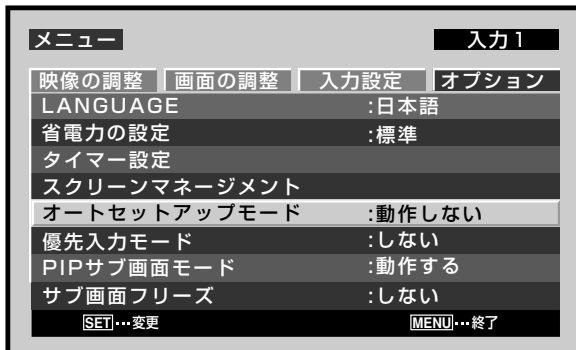 メニュー 入力1
映像の調整 画面の調整 入力設定 オプション
LANGUAGE :日本語
省電力の設定 :標準
タイマー設定
スクリーンマネージメント
オートセットアップモード :動作しない
優先入力モード :しない
PIPサブ画面モード :動作する
サブ画面フリーズ :しない
SET…変更 MENU…終了